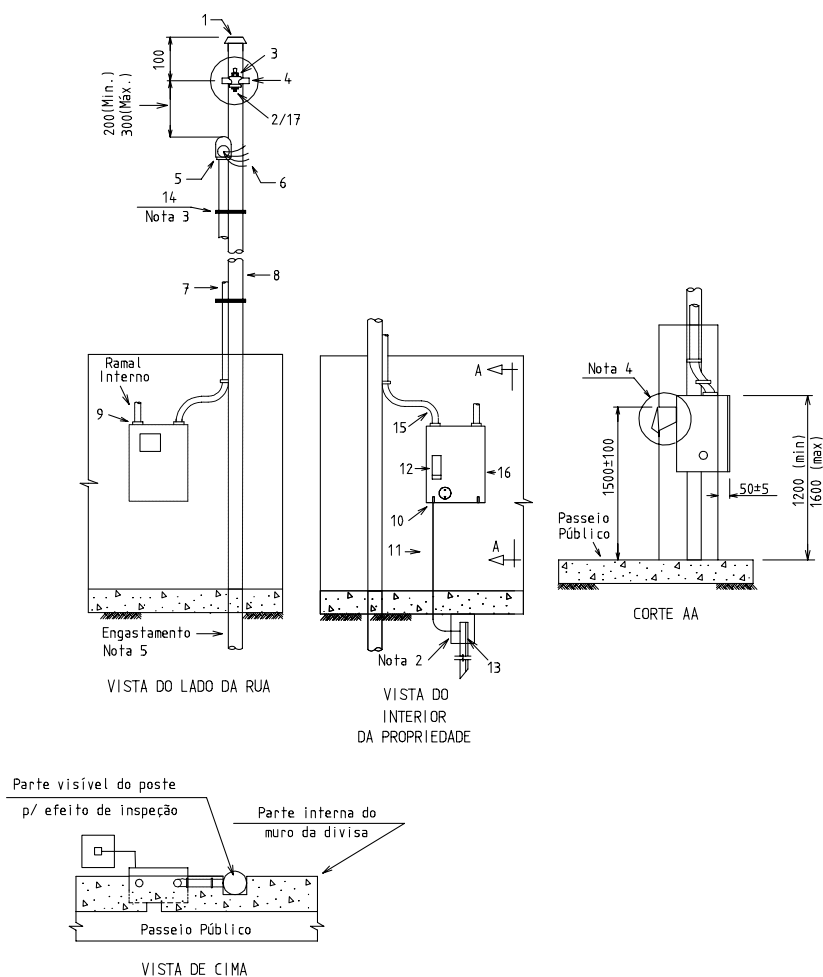 1
100
3
4
200(Min.)
300(Máx.)
2/17
5
6
14
Nota 3
7
8
Ramal
Interno
9
Engastamento
Nota 5
VISTA DO LADO DA RUA
A
15
12
16
10
11
A
Nota 2
13
VISTA DO
INTERIOR
DA PROPRIEDADE
Nota 4
1500±100
50±5
1200 (min)
1600 (max)
Passeio
Público
CORTE AA
Parte visível do poste
p/ efeito de inspeção
Parte interna do
muro da divisa
Passeio Público
VISTA DE CIMA